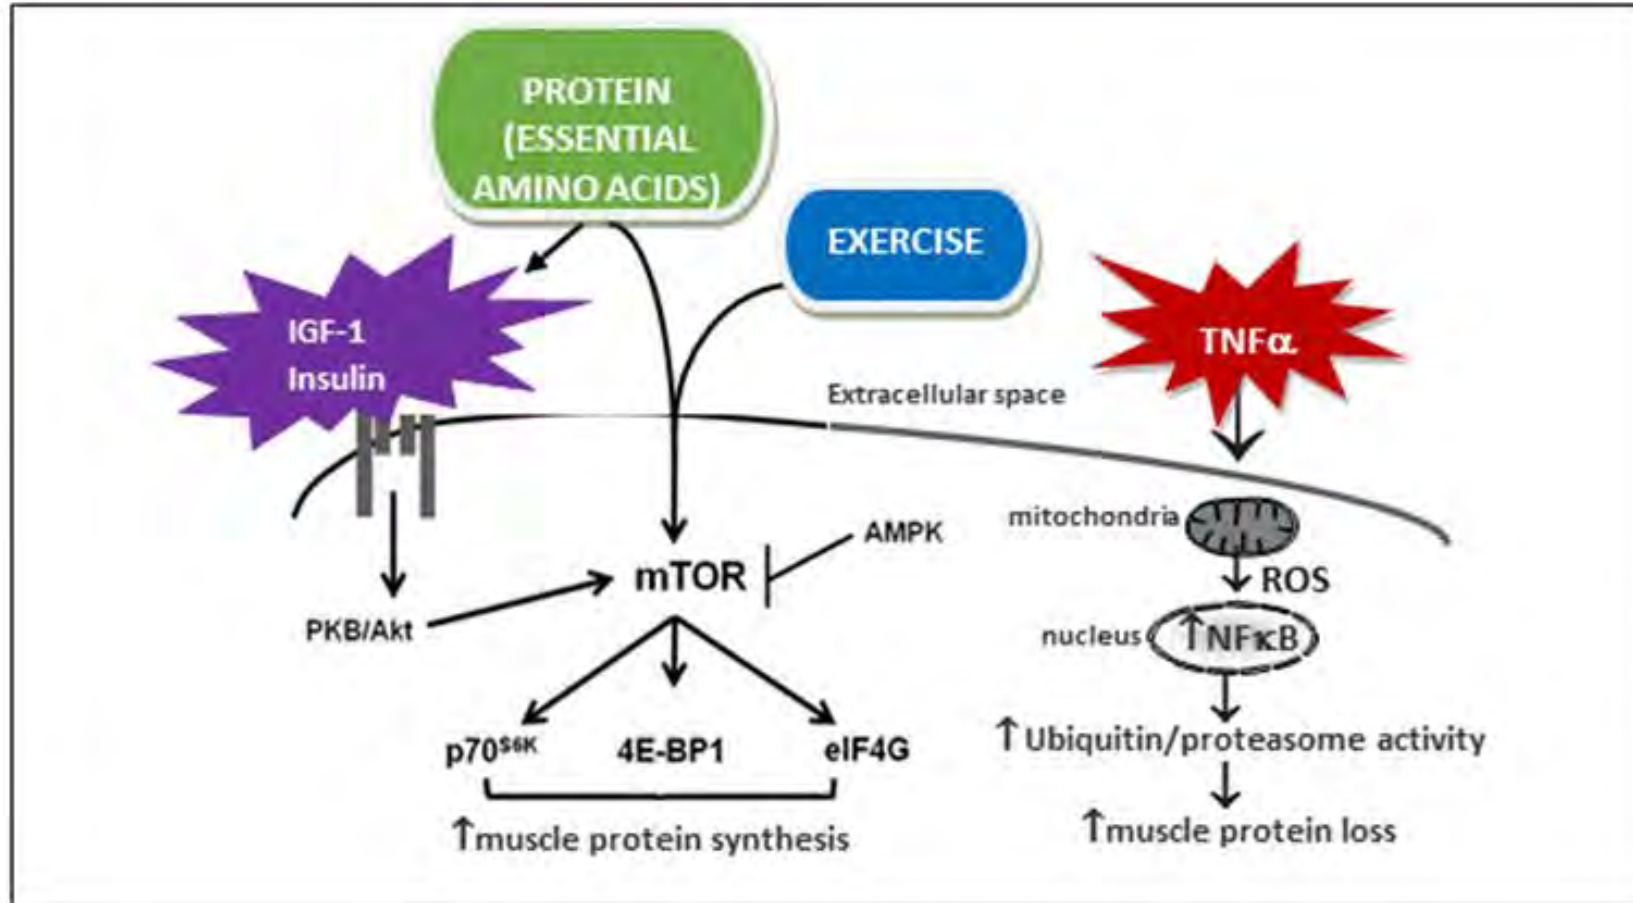 PROTEIN
(ESSENTIAL
AMINO ACIDS)
EXERCISE
IGF-1
Insulin
TNFα
Extracellular space
mitochondria
AMPK
mTOR
ROS
PKB/Akt
nucleus
↑NFκB
p70S6K
4E-BP1
eIF4G
↑Ubiquitin/proteasome activity
↑muscle protein synthesis
↑muscle protein loss